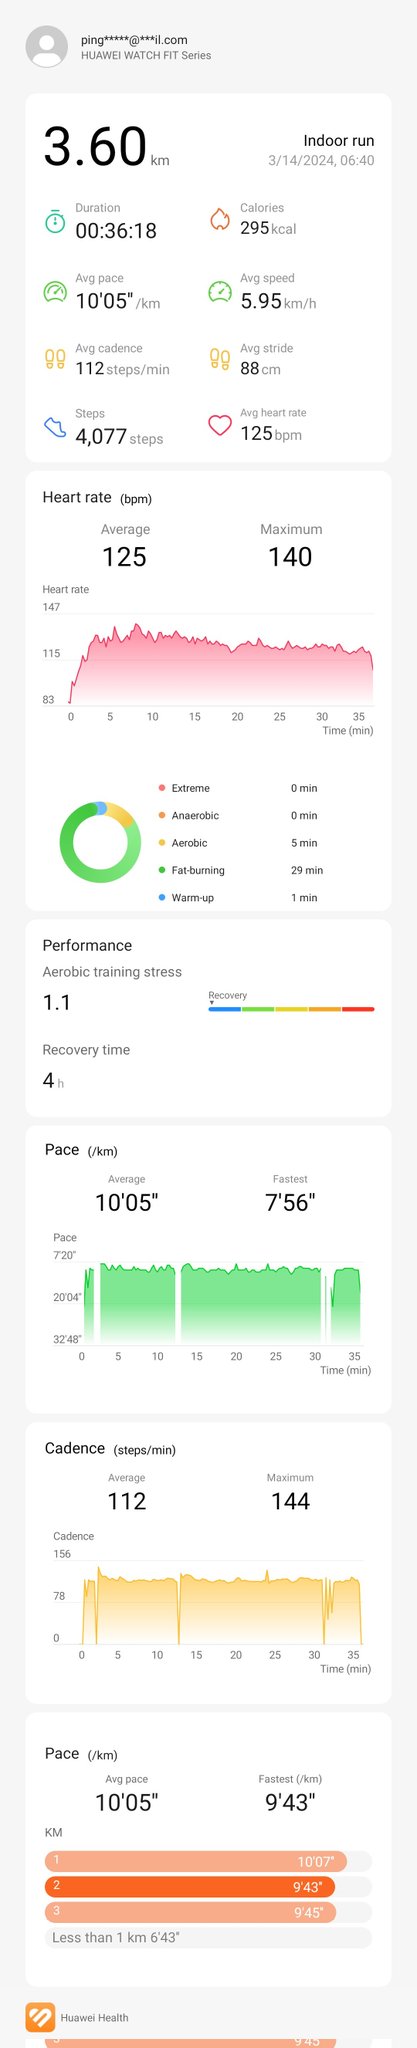 ping*****@***il.com
HUAWEI WATCH FIT Series
3.60 km
Indoor run
3/14/2024, 06:40
Duration
00:36:18
Calories
295 kcal
Avg pace
10'05" /km
Avg speed
5.95 km/h
Avg cadence
112 steps/min
Avg stride
88 cm
Steps
4,077 steps
Avg heart rate
125 bpm
Heart rate (bpm)
Average Maximum
125 140
Heart rate
147
115
83
0 5 10 15 20 25 30 35
Time (min)
Extreme 0 min
Anaerobic 0 min
Aerobic 5 min
Fat-burning 29 min
Warm-up 1 min
Performance
Aerobic training stress
1.1
Recovery
Recovery time
4 h
Pace (/km)
Average Fastest
10'05" 7'56"
Pace
7'20"
20'04"
32'48"
0 5 10 15 20 25 30 35
Time (min)
Cadence (steps/min)
Average Maximum
112 144
Cadence
156
78
0
0 5 10 15 20 25 30 35
Time (min)
Pace (/km)
Avg pace Fastest (/km)
10'05" 9'43"
KM
1 10'07"
2 9'43"
3 9'45"
Less than 1 km 6'43"
Huawei Health